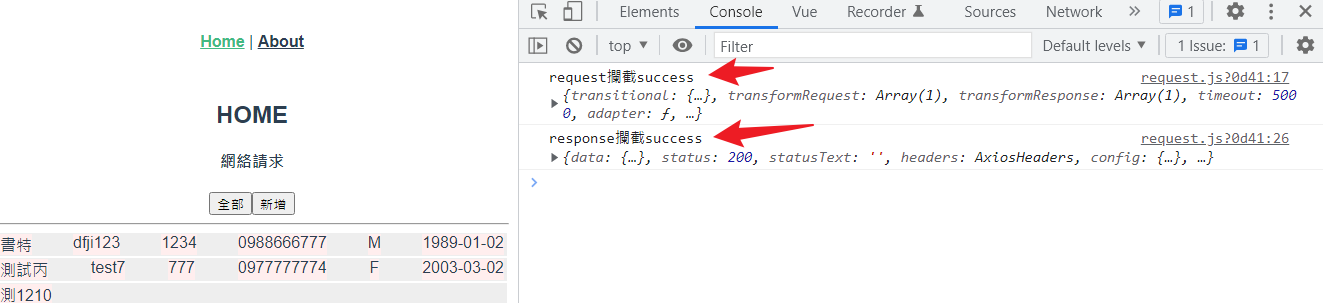 Home | About
HOME
網絡請求
全部 新增
書特 dfji123 1234 0988666777 M 1989-01-02
測試丙 test7 777 0977777774 F 2003-03-02
測1210
Elements Console Vue Recorder Sources Network » 1
top ▼ Filter Default levels ▼ 1 Issue: 1
request攔截success request.js?0d41:17
▶ {transitional: {…}, transformRequest: Array(1), transformResponse: Array(1), timeout: 500
0, adapter: ƒ, …}
response攔截success request.js?0d41:26
▶ {data: {…}, status: 200, statusText: '', headers: AxiosHeaders, config: {…}, …}